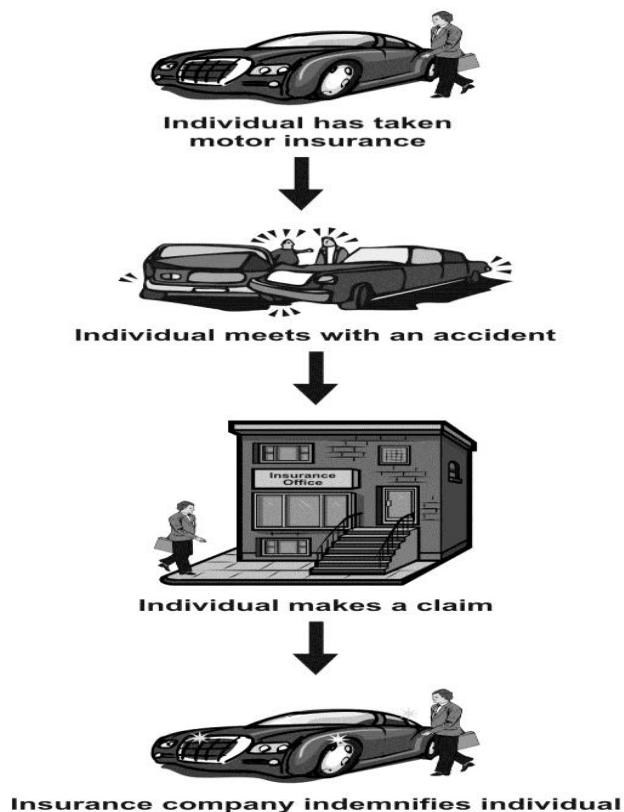 Individual has taken
motor insurance
Individual meets with an accident
Insurance
Office
Individual makes a claim
Insurance company indemnifies individual